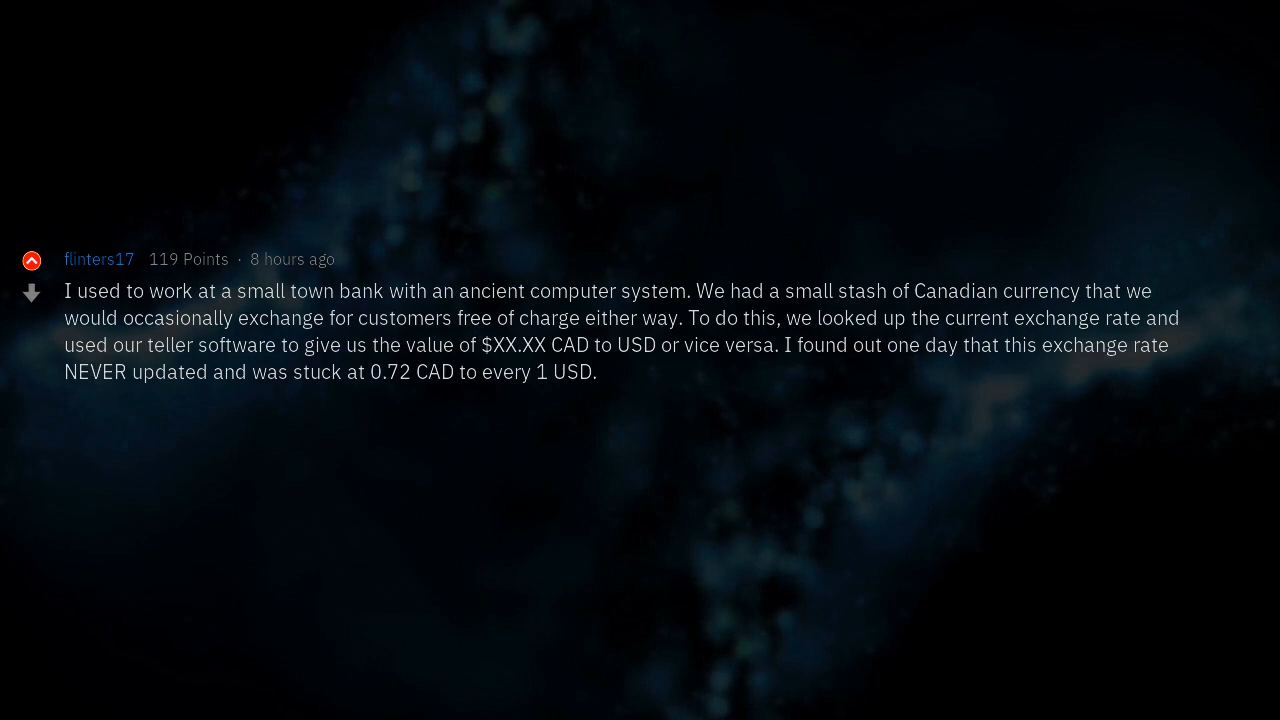 flinters17 119 Points · 8 hours ago
I used to work at a small town bank with an ancient computer system. We had a small stash of Canadian currency that we
would occasionally exchange for customers free of charge either way. To do this, we looked up the current exchange rate and
used our teller software to give us the value of $XX.XX CAD to USD or vice versa. I found out one day that this exchange rate
NEVER updated and was stuck at 0.72 CAD to every 1 USD.